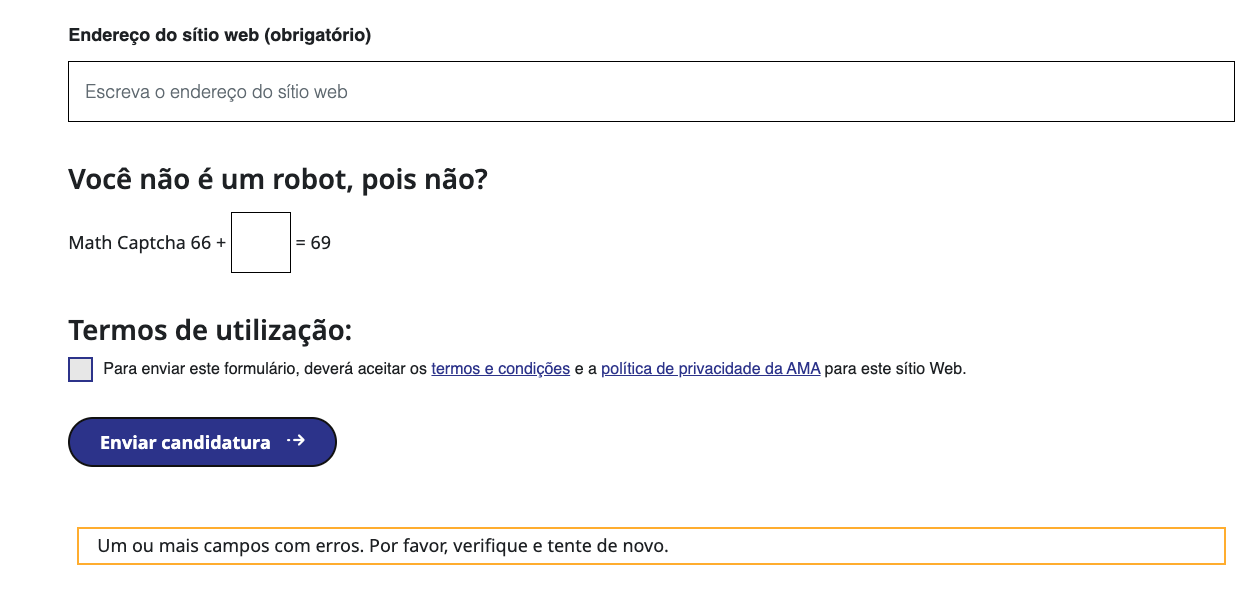 Endereço do sítio web (obrigatório)
Escreva o endereço do sítio web
Você não é um robot, pois não?
Math Captcha 66 + = 69
Termos de utilização:
Para enviar este formulário, deverá aceitar os termos e condições e a política de privacidade da AMA para este sítio Web.
Enviar candidatura
Um ou mais campos com erros. Por favor, verifique e tente de novo.